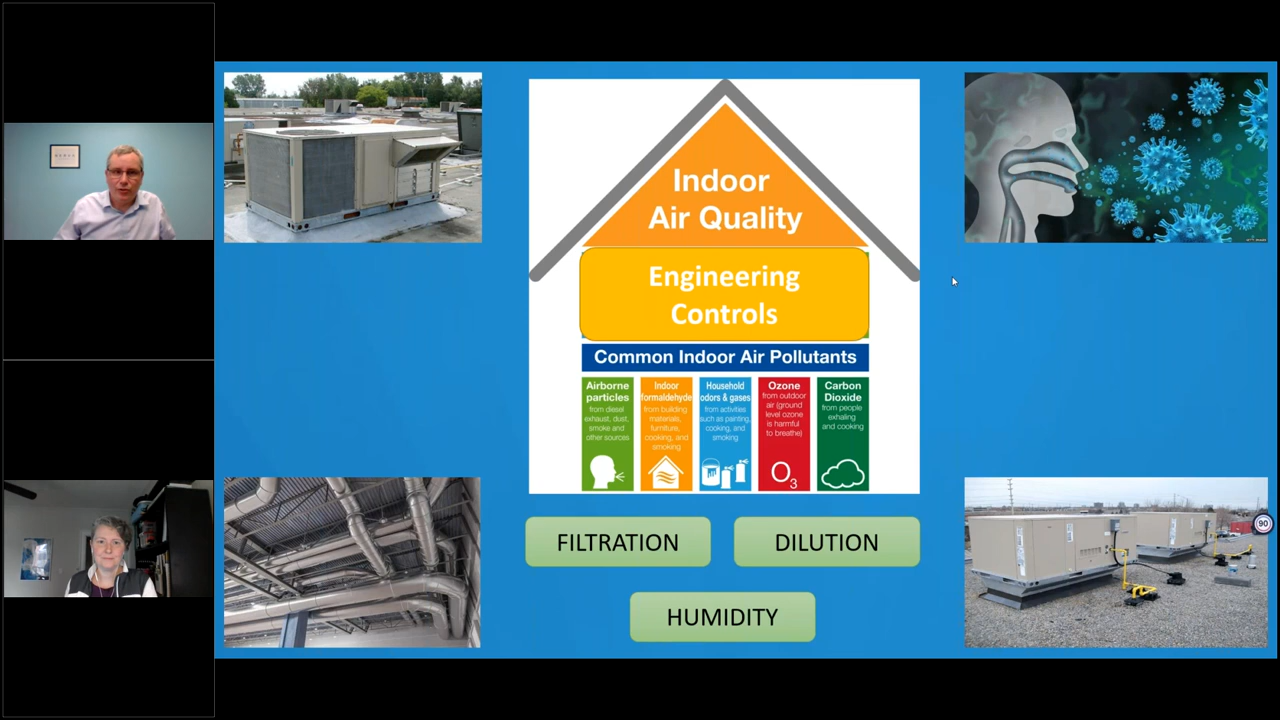 Indoor
Air Quality
Engineering
Controls
Common Indoor Air Pollutants
Airborne
particles
from diesel
exhaust, dust,
smoke and
other sources
Indoor
formaldehyde
from building
materials,
furniture,
cooking, and
smoking
Household
odors & gases
from activities
such as painting,
cooking, and
smoking
Ozone
from outdoor
air (ground
level ozone
is harmful
to breathe)
O3
Carbon
Dioxide
from people
exhaling
and cooking
FILTRATION
DILUTION
HUMIDITY
90